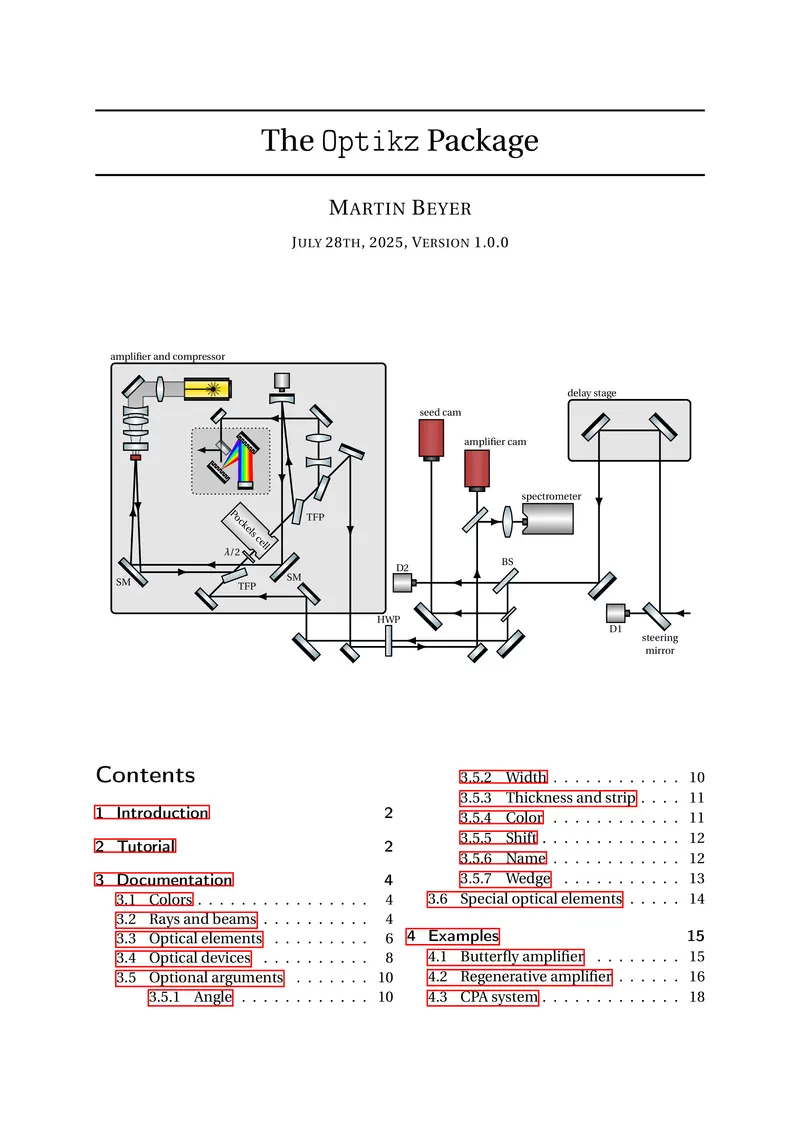 The Optikz Package
MARTIN BEYER
JULY 28TH, 2025, VERSION 1.0.0
amplifier and compressor
delay stage
seed cam
amplifier cam
spectrometer
TFP
Pockels cell
λ/2
SM
TFP
SM
D2
BS
HWP
D1
steering
mirror
Contents
1 Introduction 2
2 Tutorial 2
3 Documentation 4
3.1 Colors . . . . . . . . . . . . . . . . 4
3.2 Rays and beams . . . . . . . . . . 4
3.3 Optical elements . . . . . . . . . 6
3.4 Optical devices . . . . . . . . . . 8
3.5 Optional arguments . . . . . . . 10
3.5.1 Angle . . . . . . . . . . . . 10
3.5.2 Width . . . . . . . . . . . . 10
3.5.3 Thickness and strip . . . . 11
3.5.4 Color . . . . . . . . . . . . 11
3.5.5 Shift . . . . . . . . . . . . . 12
3.5.6 Name . . . . . . . . . . . . 12
3.5.7 Wedge . . . . . . . . . . . 13
3.6 Special optical elements . . . . . 14
4 Examples 15
4.1 Butterfly amplifier . . . . . . . . 15
4.2 Regenerative amplifier . . . . . . 16
4.3 CPA system . . . . . . . . . . . . . 18